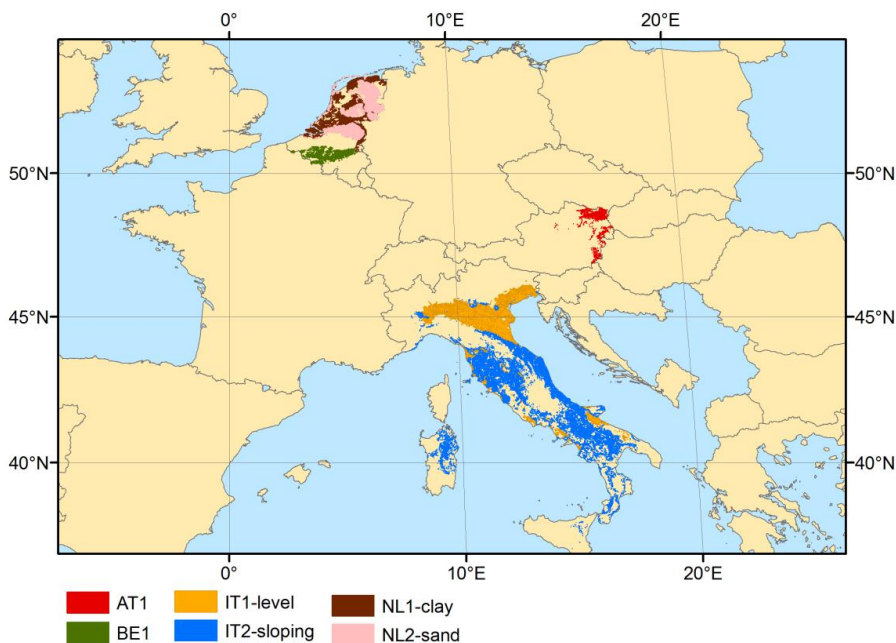 0° 10°E 20°E
50°N 50°N
45°N 45°N
40°N 40°N
0° 10°E 20°E
AT1 IT1-level NL1-clay
BE1 IT2-sloping NL2-sand